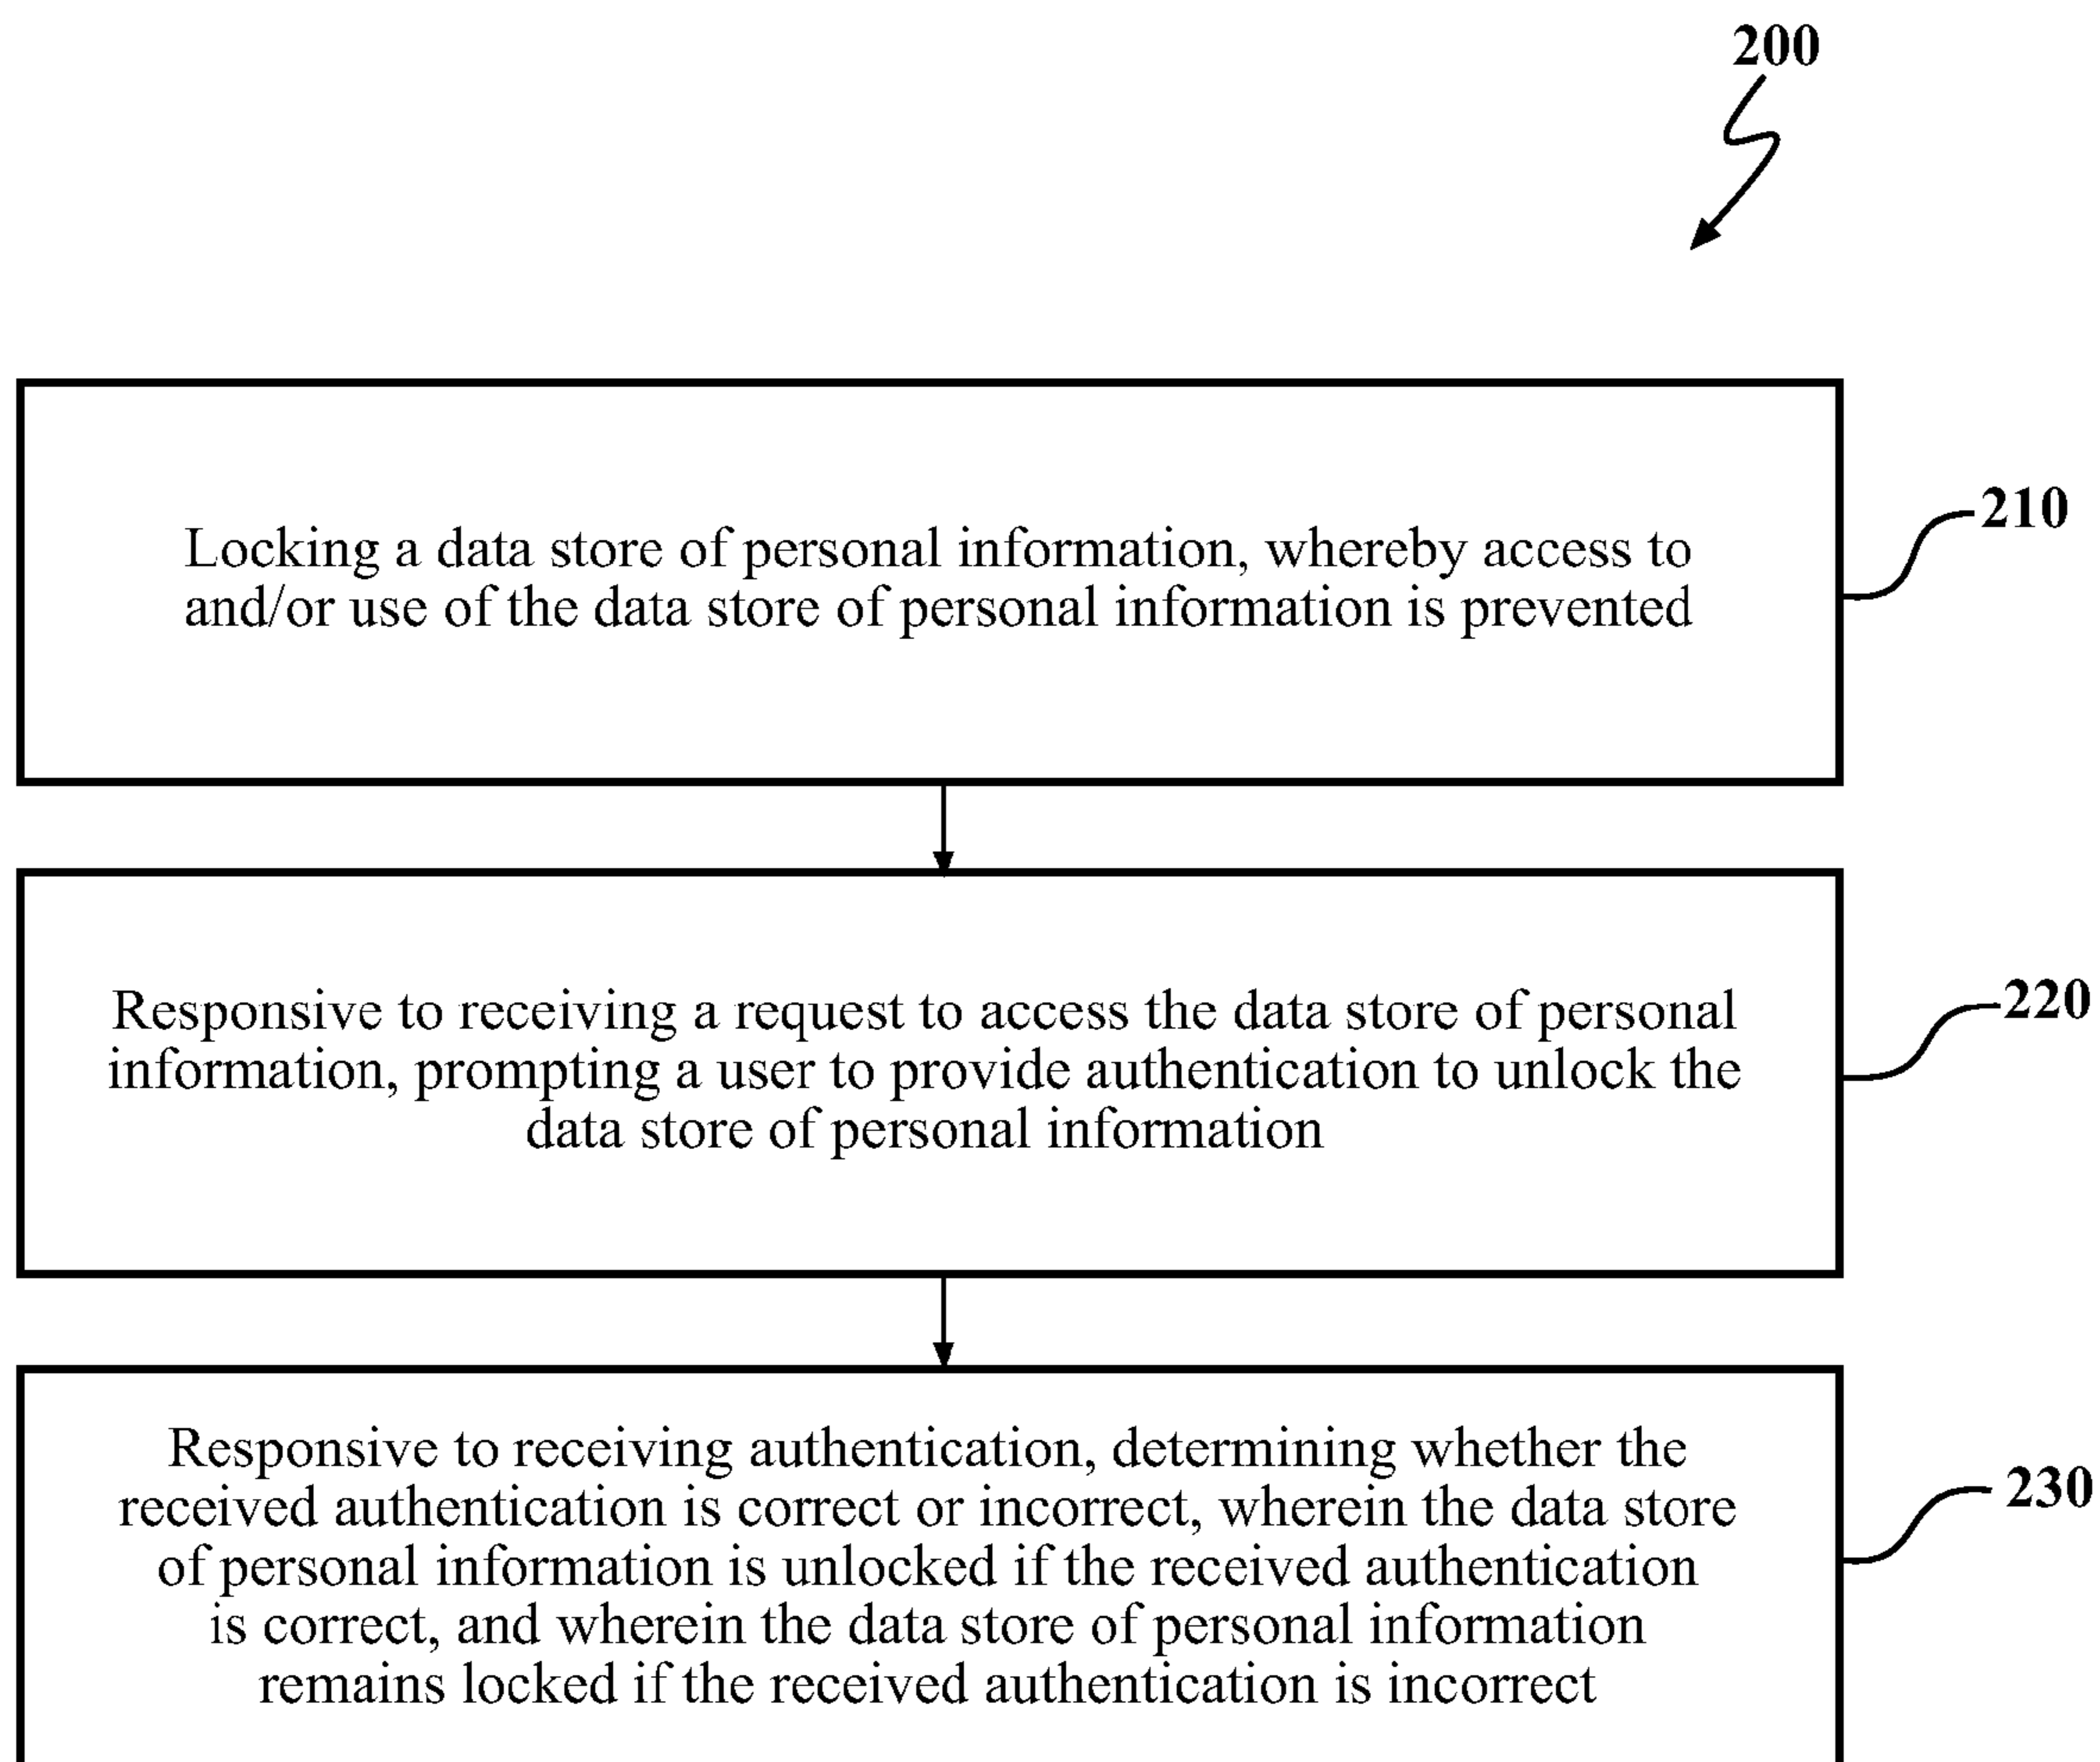 200
Locking a data store of personal information, whereby access to
and/or use of the data store of personal information is prevented
210
Responsive to receiving a request to access the data store of personal
information, prompting a user to provide authentication to unlock the
data store of personal information
220
Responsive to receiving authentication, determining whether the
received authentication is correct or incorrect, wherein the data store
of personal information is unlocked if the received authentication
is correct, and wherein the data store of personal information
remains locked if the received authentication is incorrect
230